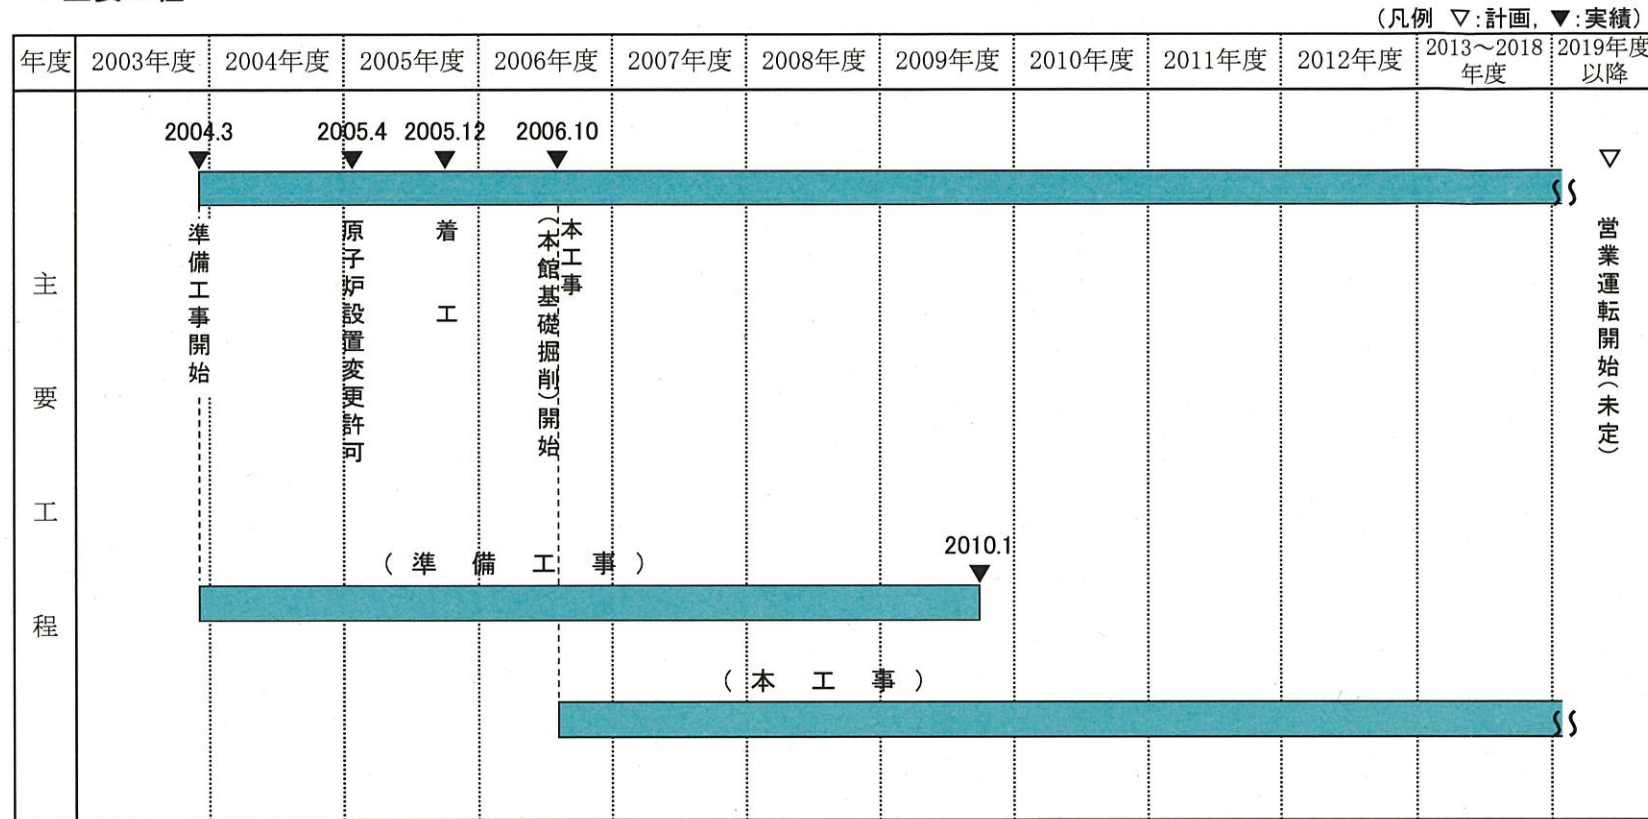 (凡例 ▽:計画, ▼:実績)
年度
2003年度
2004年度
2005年度
2006年度
2007年度
2008年度
2009年度
2010年度
2011年度
2012年度
2013～2018
年度
2019年度
以降
主要工程
2004.3
2005.4
2005.12
2006.10
▽
準備工事開始
原子炉設置変更許可
着工
本工事
(本館基礎掘削)開始
営業運転開始(未定)
(準備工事)
2010.1
(本工事)